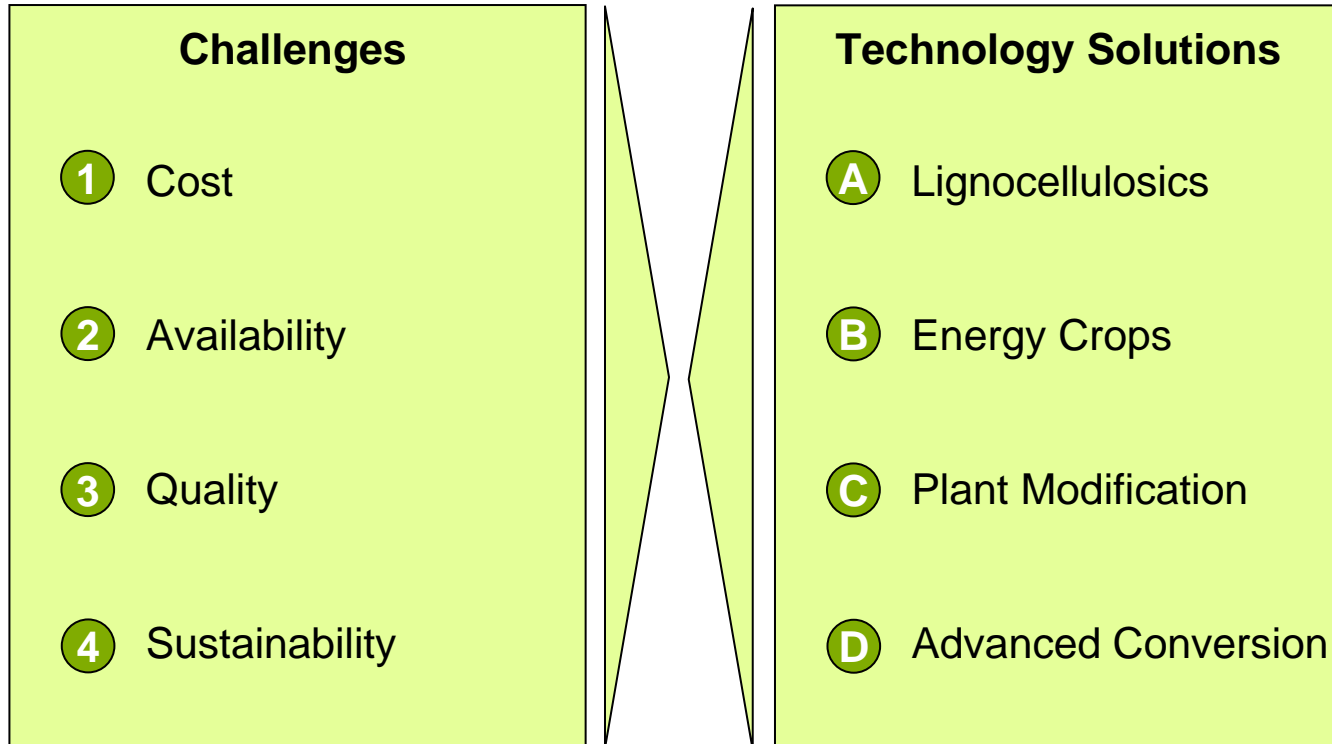 Challenges
1 Cost
2 Availability
3 Quality
4 Sustainability
Technology Solutions
A Lignocellulosics
B Energy Crops
C Plant Modification
D Advanced Conversion